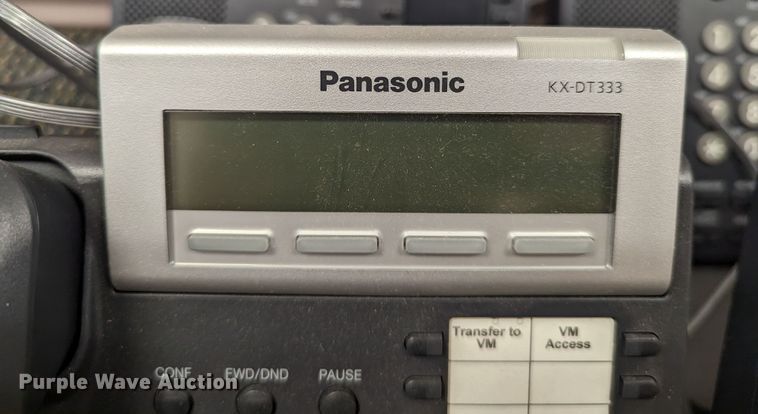 Panasonic KX-DT333
Transfer to VM
VM Access
CONF FWD/DND PAUSE
Purple Wave Auction